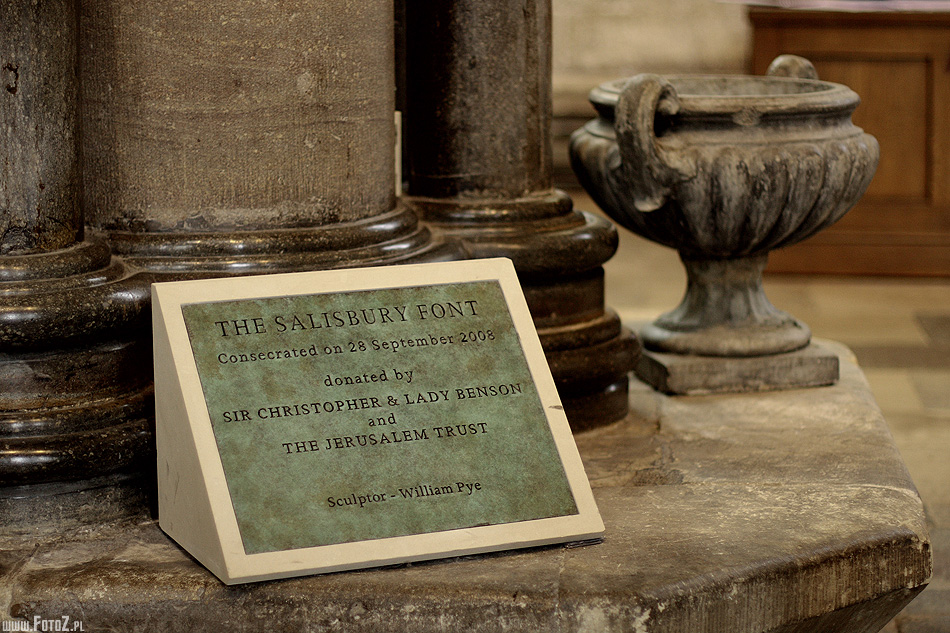 THE SALISBURY FONT
Consecrated on 28 September 2008
donated by
SIR CHRISTOPHER & LADY BENSON
and
THE JERUSALEM TRUST
Sculptor - William Pye
www.FotoZ.pl